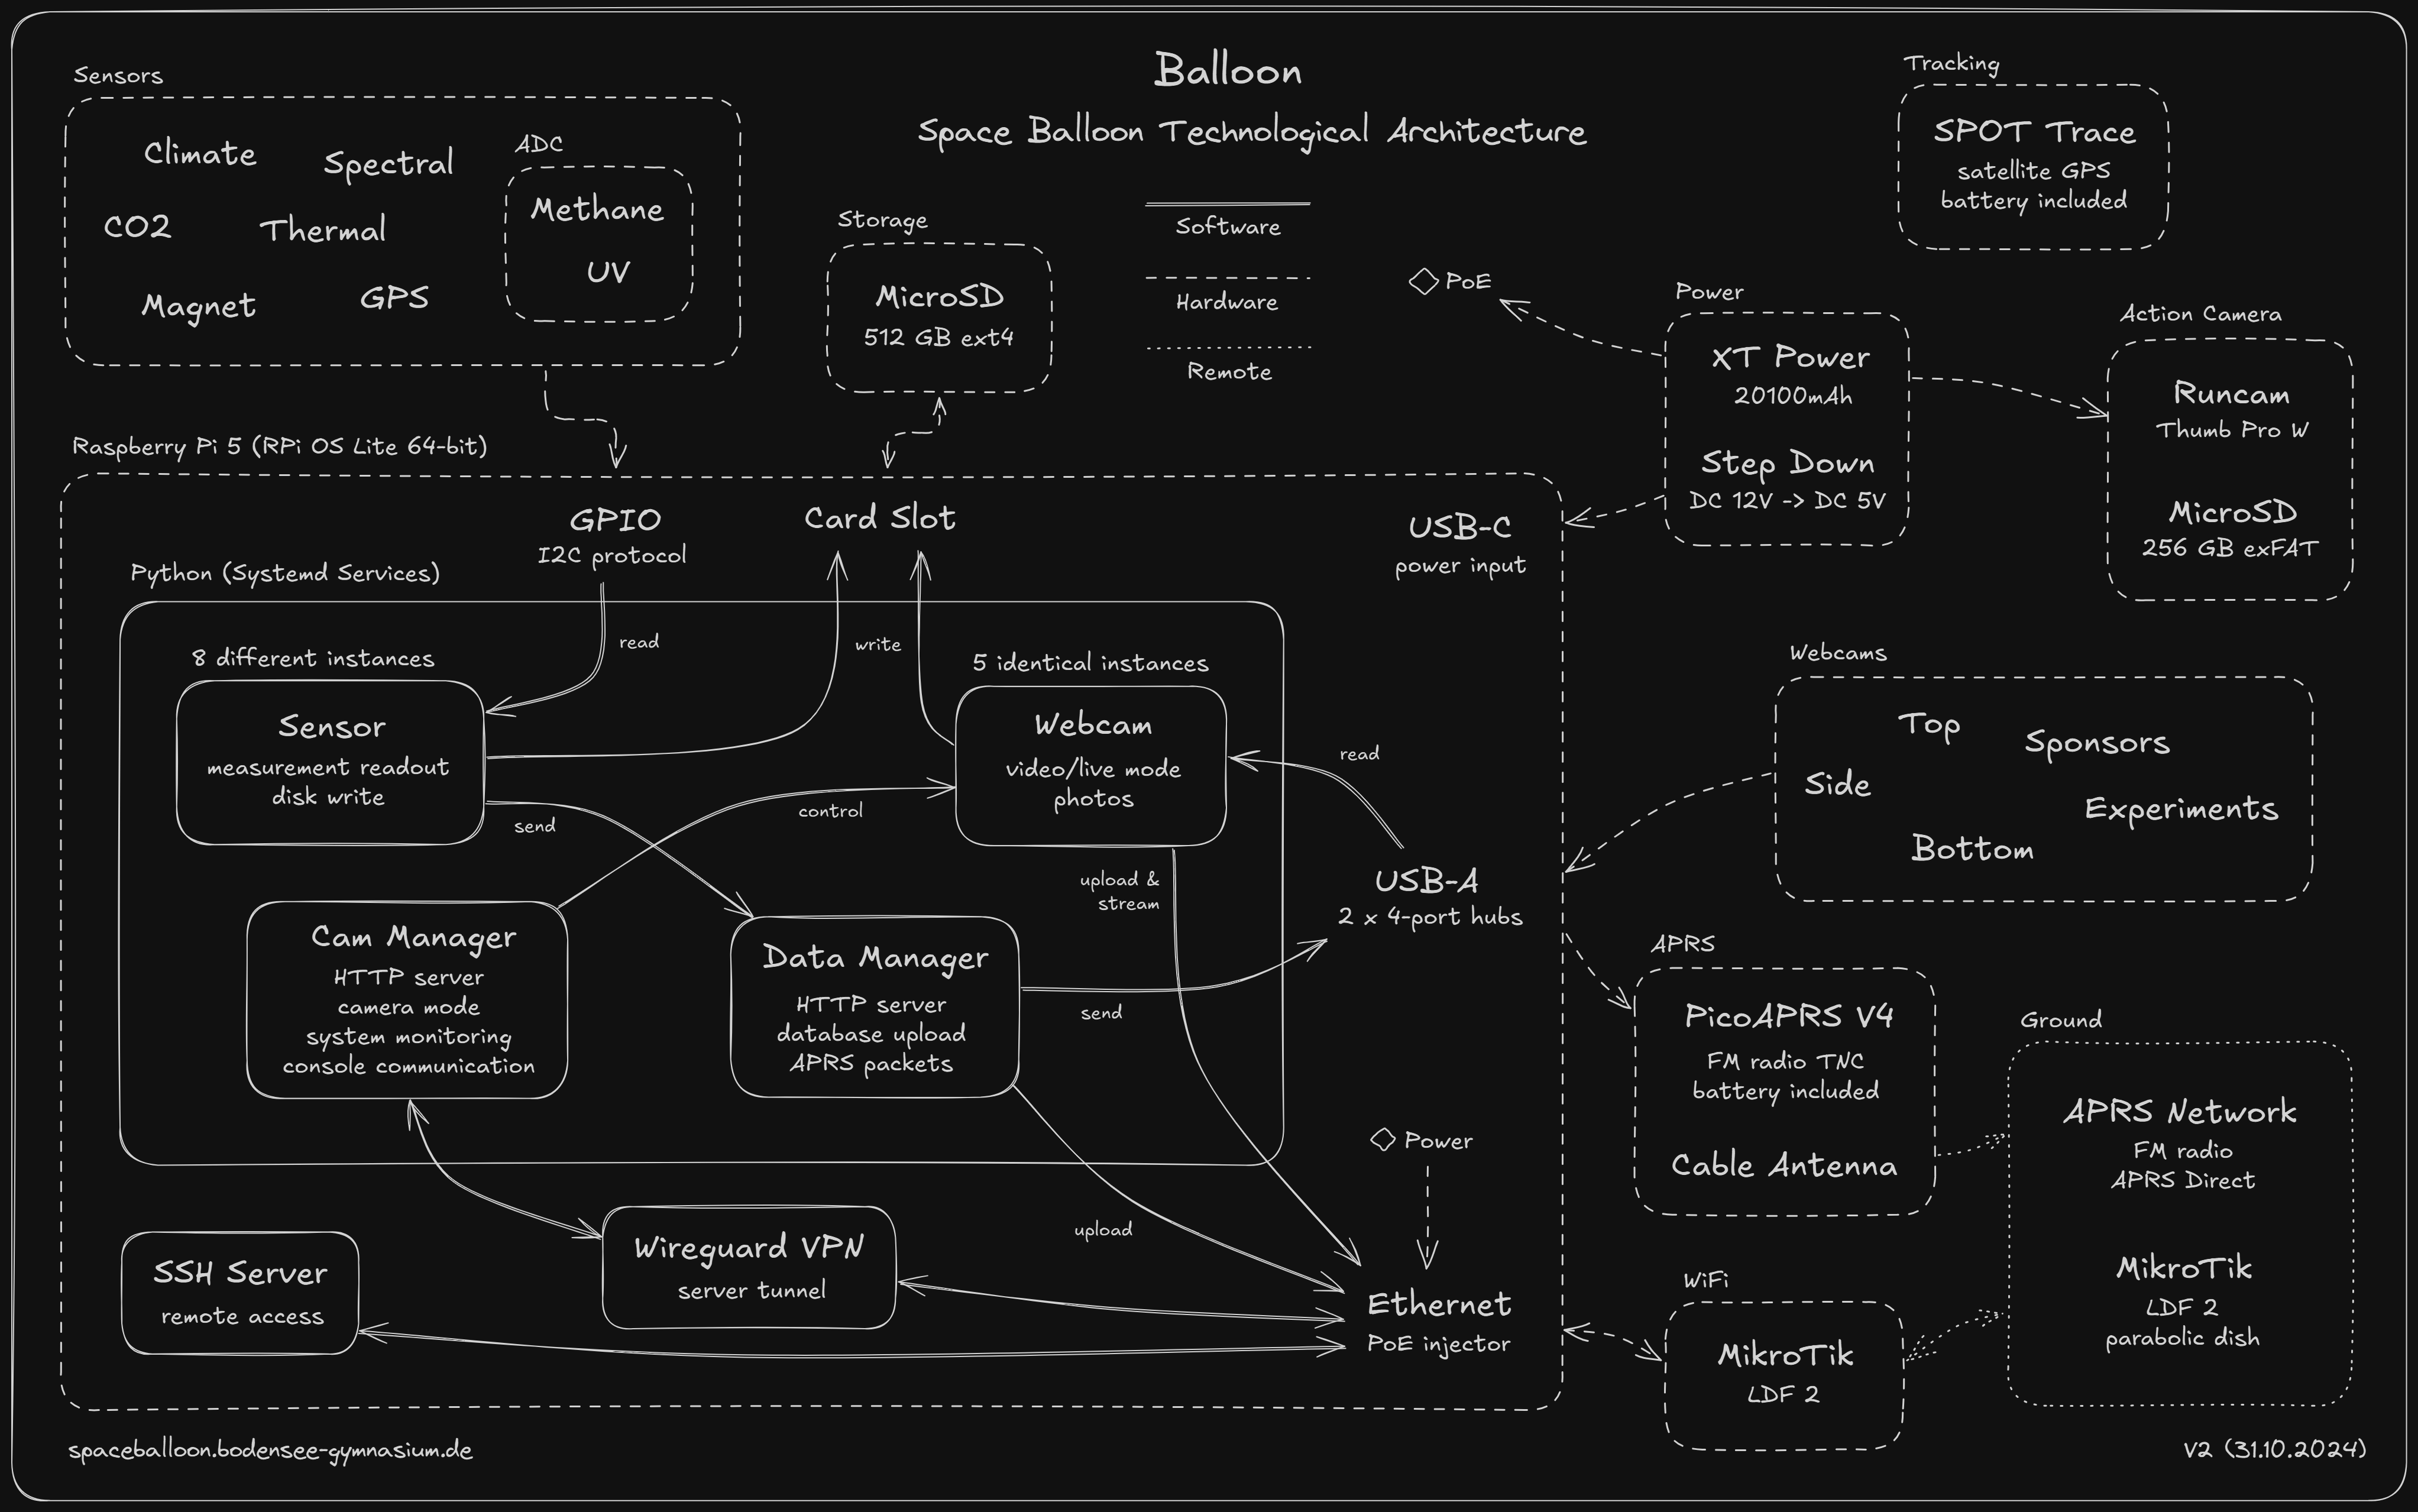 Balloon
Space Balloon Technological Architecture
Sensors
Climate
Spectral
CO2
Thermal
Magnet
GPS
ADC
Methane
UV
Storage
MicroSD
512 GB ext4
Software
Hardware
Remote
Tracking
SPOT Trace
satellite GPS
battery included
PoE
Power
XT Power
20100mAh
Step Down
DC 12V -> DC 5V
Action Camera
Runcam
Thumb Pro W
MicroSD
256 GB exFAT
Raspberry Pi 5 (RPi OS Lite 64-bit)
GPIO
I2C protocol
Card Slot
USB-C
power input
Python (Systemd Services)
read
write
8 different instances
Sensor
measurement readout
disk write
5 identical instances
Webcam
video/live mode
photos
read
send
control
upload &
stream
USB-A
2 x 4-port hubs
Cam Manager
HTTP server
camera mode
system monitoring
console communication
Data Manager
HTTP server
database upload
APRS packets
send
upload
Power
Ethernet
PoE injector
Wireguard VPN
server tunnel
SSH Server
remote access
Webcams
Top
Sponsors
Side
Experiments
Bottom
APRS
PicoAPRS V4
FM radio TNC
battery included
Cable Antenna
WiFi
MikroTik
LDF 2
Ground
APRS Network
FM radio
APRS Direct
MikroTik
LDF 2
parabolic dish
spaceballoon.bodensee-gymnasium.de
V2 (31.10.2024)